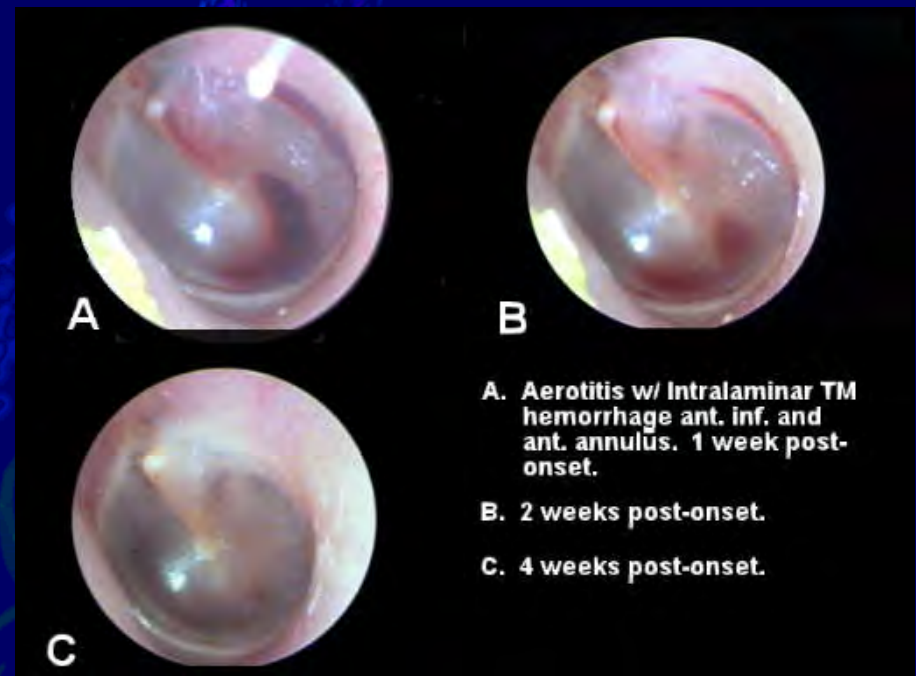 A
B
A. Aerotitis w/ Intralaminar TM
hemorrhage ant. inf. and
ant. annulus. 1 week post-
onset.
B. 2 weeks post-onset.
C. 4 weeks post-onset.
C